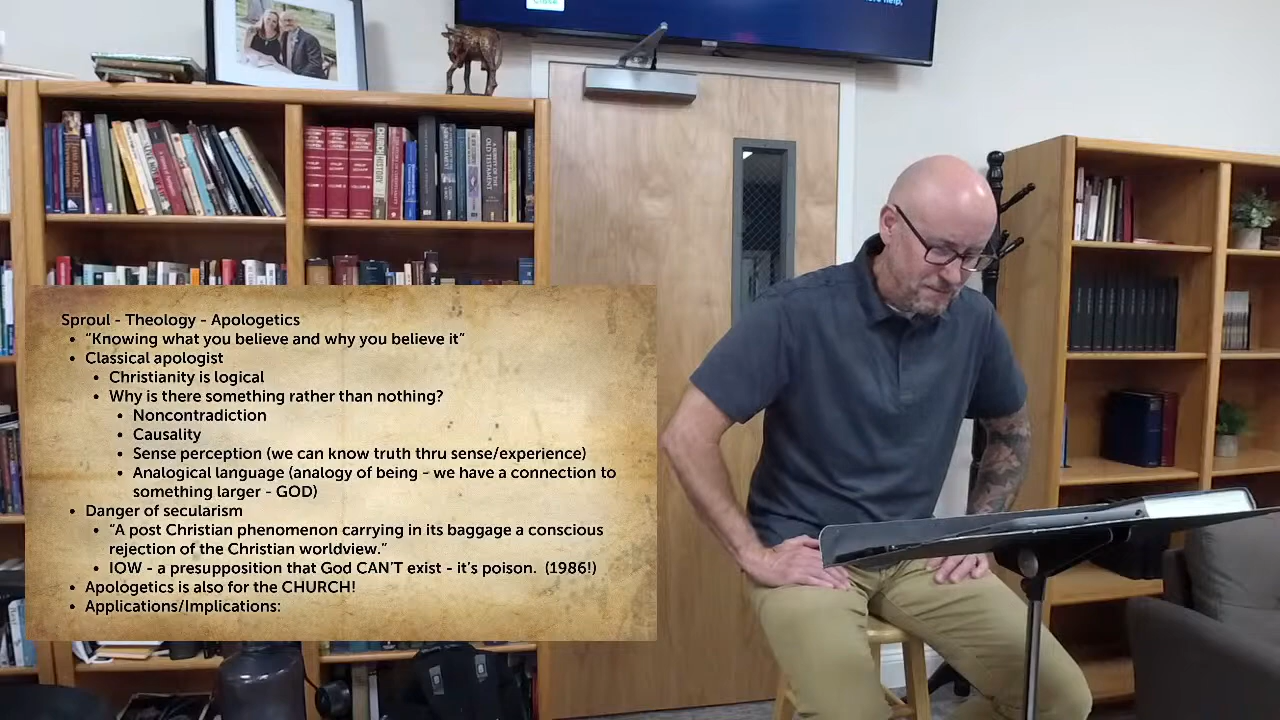 Sproul - Theology - Apologetics
• “Knowing what you believe and why you believe it”
• Classical apologist
• Christianity is logical
• Why is there something rather than nothing?
• Noncontradiction
• Causality
• Sense perception (we can know truth thru sense/experience)
• Analogical language (analogy of being - we have a connection to
something larger - GOD)
• Danger of secularism
• “A post Christian phenomenon carrying in its baggage a conscious
rejection of the Christian worldview.”
• IOW - a presupposition that God CAN'T exist - it's poison. (1986!)
• Apologetics is also for the CHURCH!
• Applications/Implications:
CHURCH HISTORY
OLD TESTAMENT